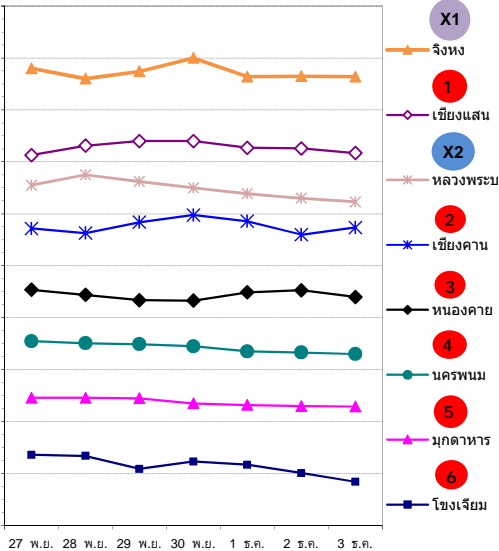 X1
จิงหง
1
เชียงแสน
X2
หลวงพระบ
2
เชียงคาน
3
หนองคาย
4
นครพนม
5
มุกดาหาร
6
โขงเจียม
27 พ.ย. 28 พ.ย. 29 พ.ย. 30 พ.ย. 1 ธ.ค. 2 ธ.ค. 3 ธ.ค.